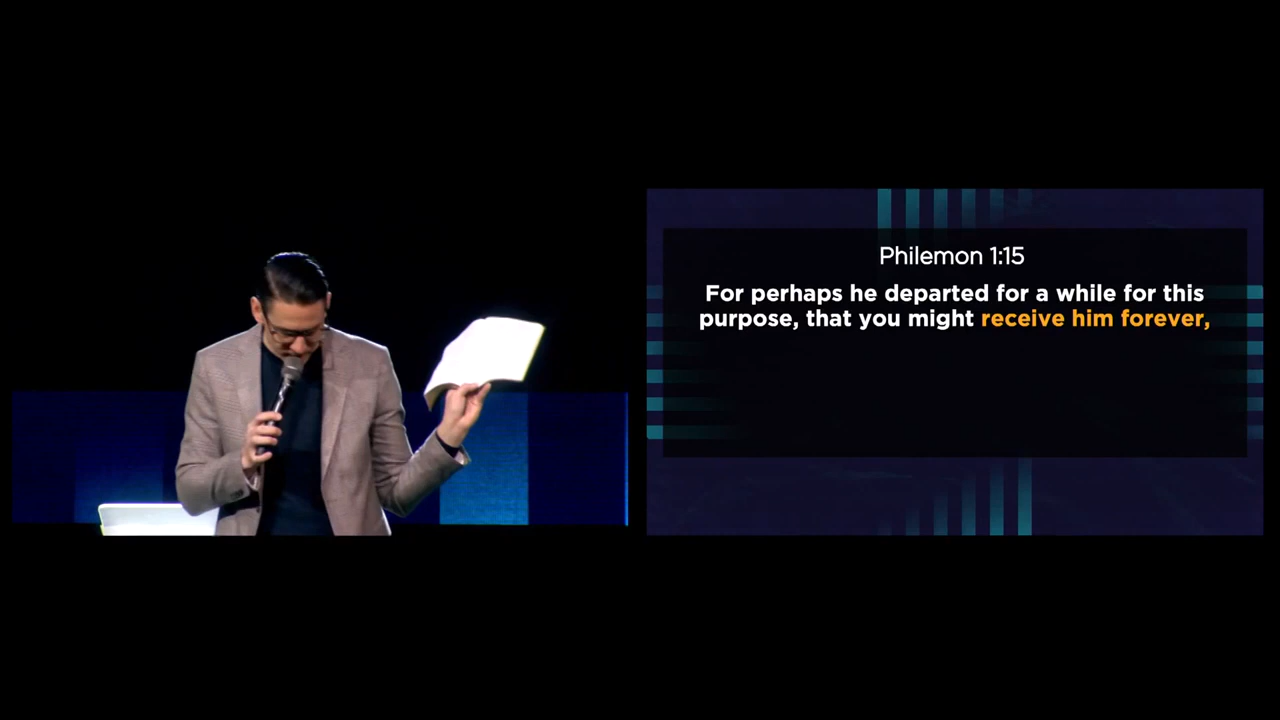 Philemon 1:15
For perhaps he departed for a while for this
purpose, that you might receive him forever,